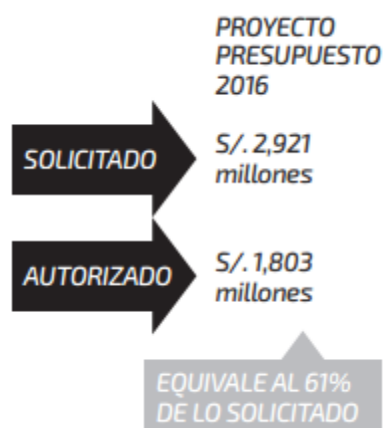 PROYECTO
PRESUPUESTO
2016
SOLICITADO
S/. 2,921
millones
AUTORIZADO
S/. 1,803
millones
EQUIVALE AL 61%
DE LO SOLICITADO